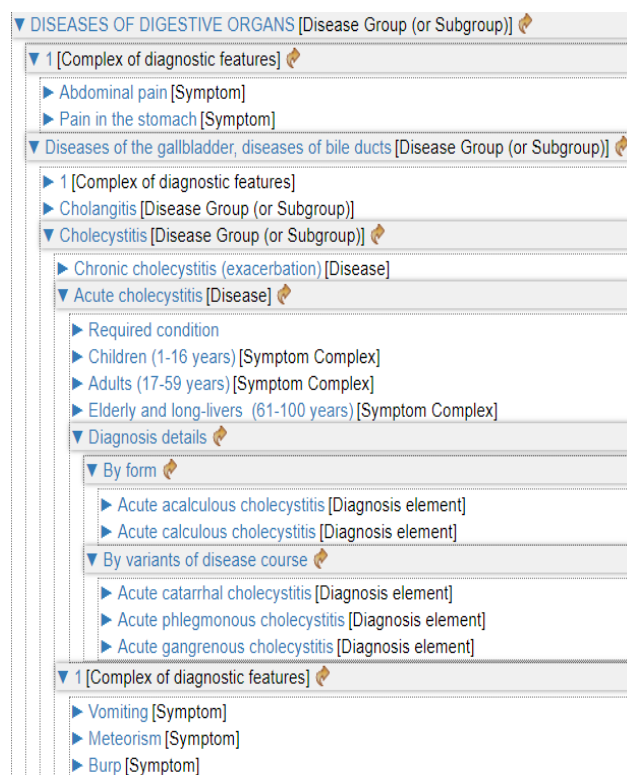 DISEASES OF DIGESTIVE ORGANS [Disease Group (or Subgroup)]
1 [Complex of diagnostic features]
Abdominal pain [Symptom]
Pain in the stomach [Symptom]
Diseases of the gallbladder, diseases of bile ducts [Disease Group (or Subgroup)]
1 [Complex of diagnostic features]
Cholangitis [Disease Group (or Subgroup)]
Cholecystitis [Disease Group (or Subgroup)]
Chronic cholecystitis (exacerbation) [Disease]
Acute cholecystitis [Disease]
Required condition
Children (1-16 years) [Symptom Complex]
Adults (17-59 years) [Symptom Complex]
Elderly and long-livers (61-100 years) [Symptom Complex]
Diagnosis details
By form
Acute acalculous cholecystitis [Diagnosis element]
Acute calculous cholecystitis [Diagnosis element]
By variants of disease course
Acute catarrhal cholecystitis [Diagnosis element]
Acute phlegmonous cholecystitis [Diagnosis element]
Acute gangrenous cholecystitis [Diagnosis element]
1 [Complex of diagnostic features]
Vomiting [Symptom]
Meteorism [Symptom]
Burp [Symptom]